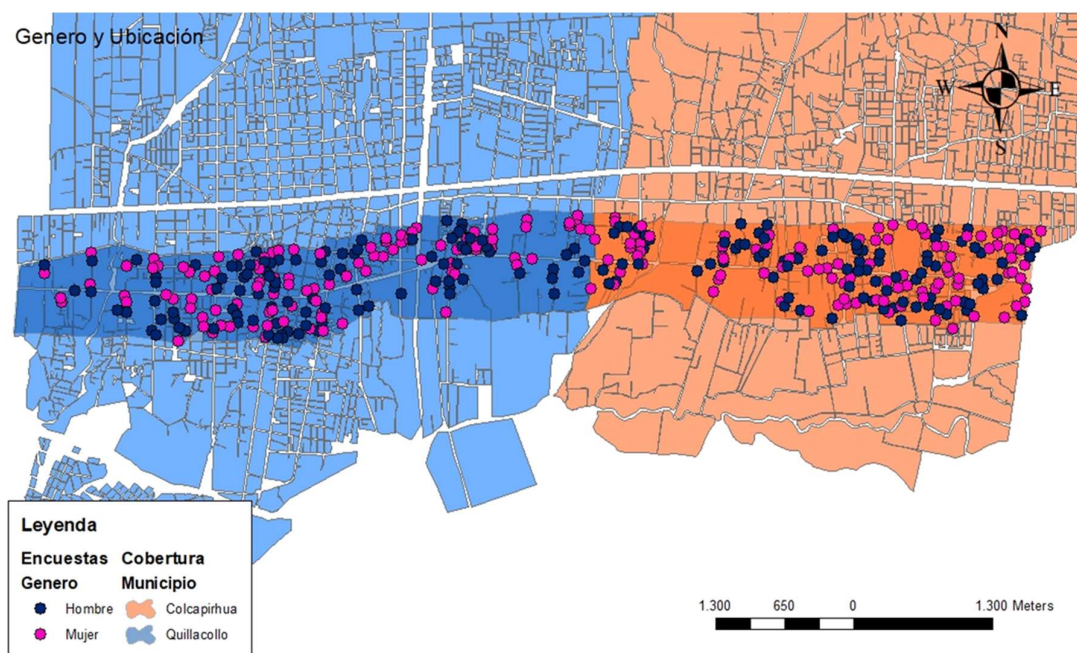 Genero y Ubicación
N
W E
S
Leyenda
Encuestas Cobertura
Genero Municipio
Hombre Colcapirhua
Mujer Quillacollo
1.300 650 0 1.300 Meters